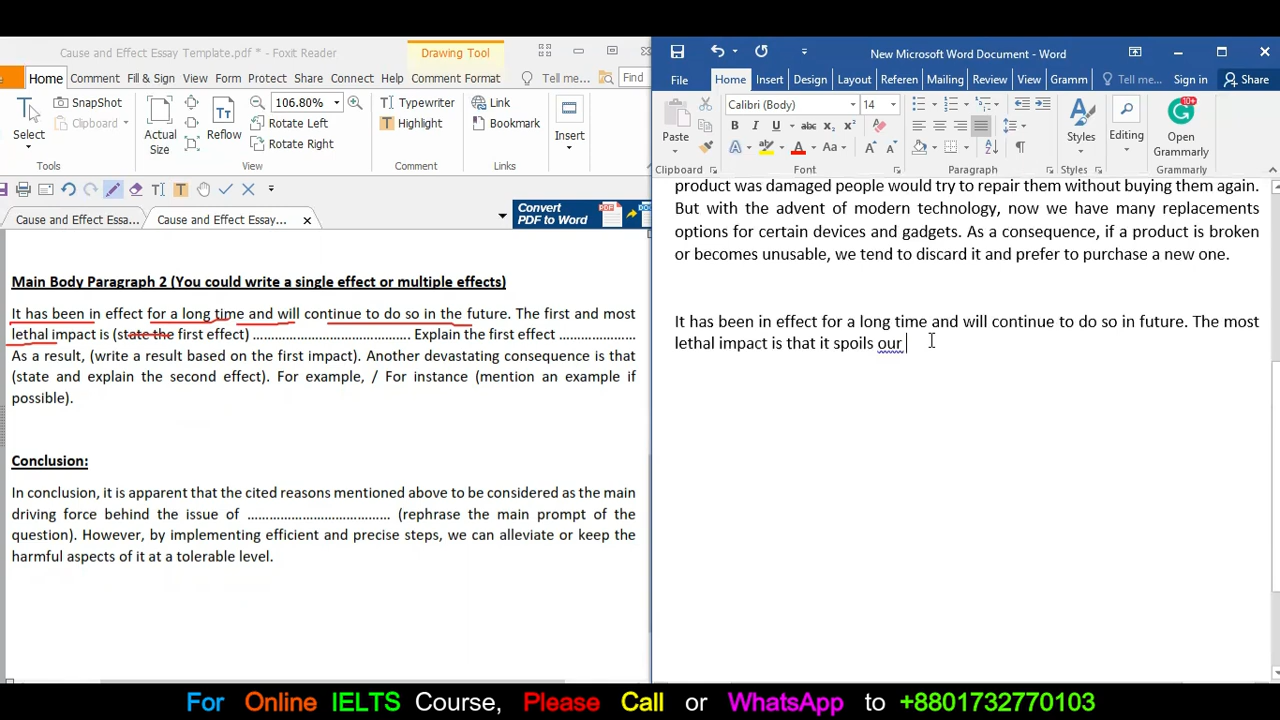 Cause and Effect Essay Template.pdf * - Foxit Reader
Drawing Tool
New Microsoft Word Document - Word
Home Comment Fill & Sign View Form Protect Share Connect Help Comment Format Tell me... Find
File Home Insert Design Layout Referen Mailing Review View Gramm Tell me... Sign in Share
Select
SnapShot
Clipboard
Tools
Actual Size
Reflow
106.80%
Rotate Left
Rotate Right
View
Typewriter
Highlight
Comment
Link
Bookmark
Links
Insert
Paste
Clipboard
Calibri (Body) 14
B I U abc x₂ x²
Font
Paragraph
Styles
Styles
Editing
Open Grammarly
Grammarly
Cause and Effect Essa...
Cause and Effect Essay...
Convert
PDF to Word
Main Body Paragraph 2 (You could write a single effect or multiple effects)
It has been in effect for a long time and will continue to do so in the future. The first and most
lethal impact is (state the first effect) ........................................... Explain the first effect .....................
As a result, (write a result based on the first impact). Another devastating consequence is that
(state and explain the second effect). For example, / For instance (mention an example if
possible).
Conclusion:
In conclusion, it is apparent that the cited reasons mentioned above to be considered as the main
driving force behind the issue of ....................................... (rephrase the main prompt of the
question). However, by implementing efficient and precise steps, we can alleviate or keep the
harmful aspects of it at a tolerable level.
product was damaged people would try to repair them without buying them again.
But with the advent of modern technology, now we have many replacements
options for certain devices and gadgets. As a consequence, if a product is broken
or becomes unusable, we tend to discard it and prefer to purchase a new one.
It has been in effect for a long time and will continue to do so in future. The most
lethal impact is that it spoils our
For Online IELTS Course, Please Call or WhatsApp to +8801732770103